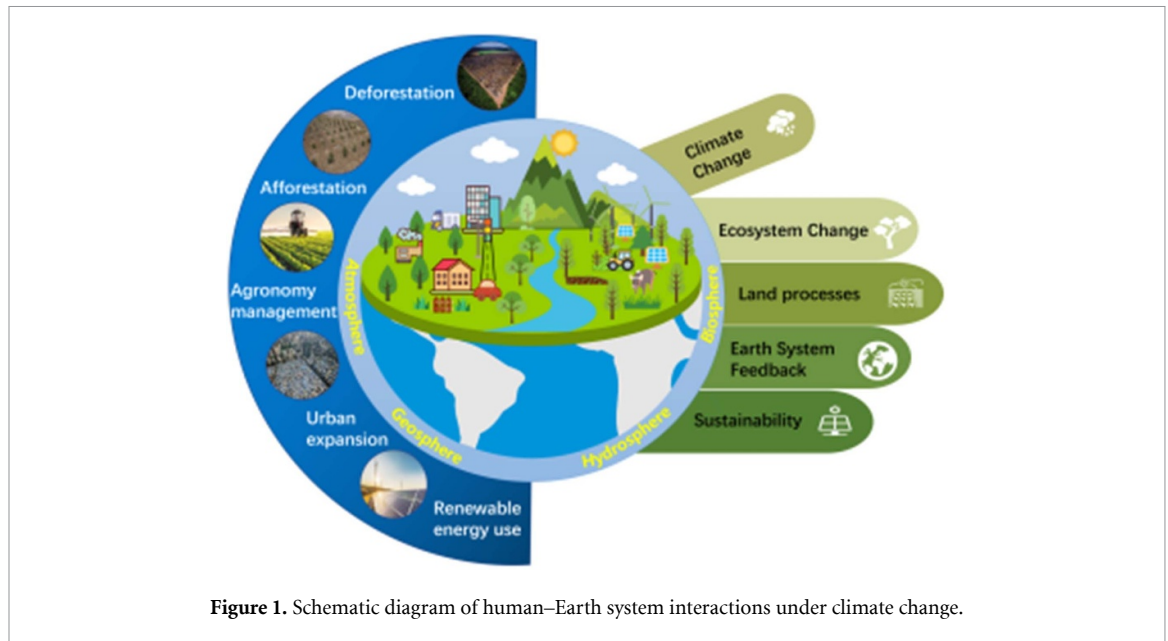 Deforestation
Afforestation
Agronomy
management
Urban
expansion
Renewable
energy use
Atmosphere
Geosphere
Hydrosphere
Biosphere
Climate
Change
Ecosystem Change
Land processes
Earth System
Feedback
Sustainability
Figure 1. Schematic diagram of human–Earth system interactions under climate change.